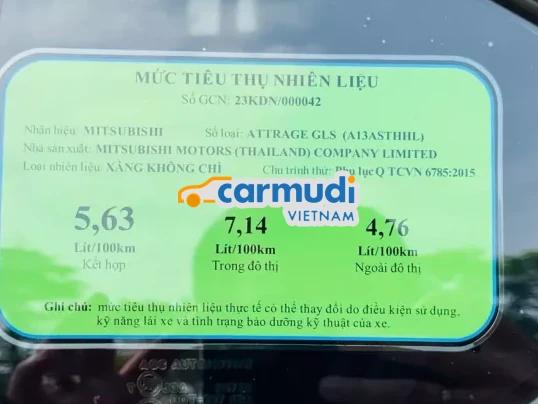 MỨC TIÊU THỤ NHIÊN LIỆU
Số GCN: 23KDN/000042
Nhãn hiệu: MITSUBISHI Số loại: ATTRAGE GLS (A13ASTHHL)
Nhà sản xuất: MITSUBISHI MOTORS (THAILAND) COMPANY LIMITED
Loại nhiên liệu: XĂNG KHÔNG CHÌ Chu trình thử: Phụ lục Q TCVN 6785:2015
carmudi
VIETNAM
5,63 7,14 4,76
Lít/100km Lít/100km Lít/100km
Kết hợp Trong đô thị Ngoài đô thị
Ghi chú: mức tiêu thụ nhiên liệu thực tế có thể thay đổi do điều kiện sử dụng,
kỹ năng lái xe và tình trạng bảo dưỡng kỹ thuật của xe.